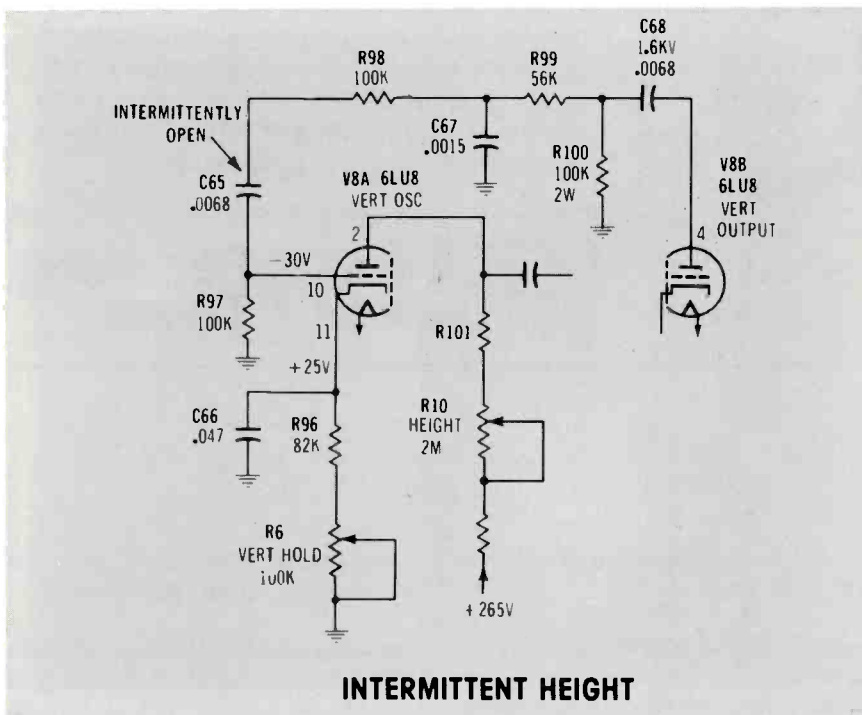 C68
1.6KV
.0068
R98
100K
R99
56K
INTERMITTENTLY
OPEN
C67
.0015
R100
100K
2W
V8B
6LU8
VERT
OUTPUT
C65
.0068
V8A 6LU8
VERT OSC
2
4
-30V
10
R97
100K
11
R101
+25V
C66
.047
R96
82K
R10
HEIGHT
2M
R6
VERT HOLD
100K
+265V
INTERMITTENT HEIGHT